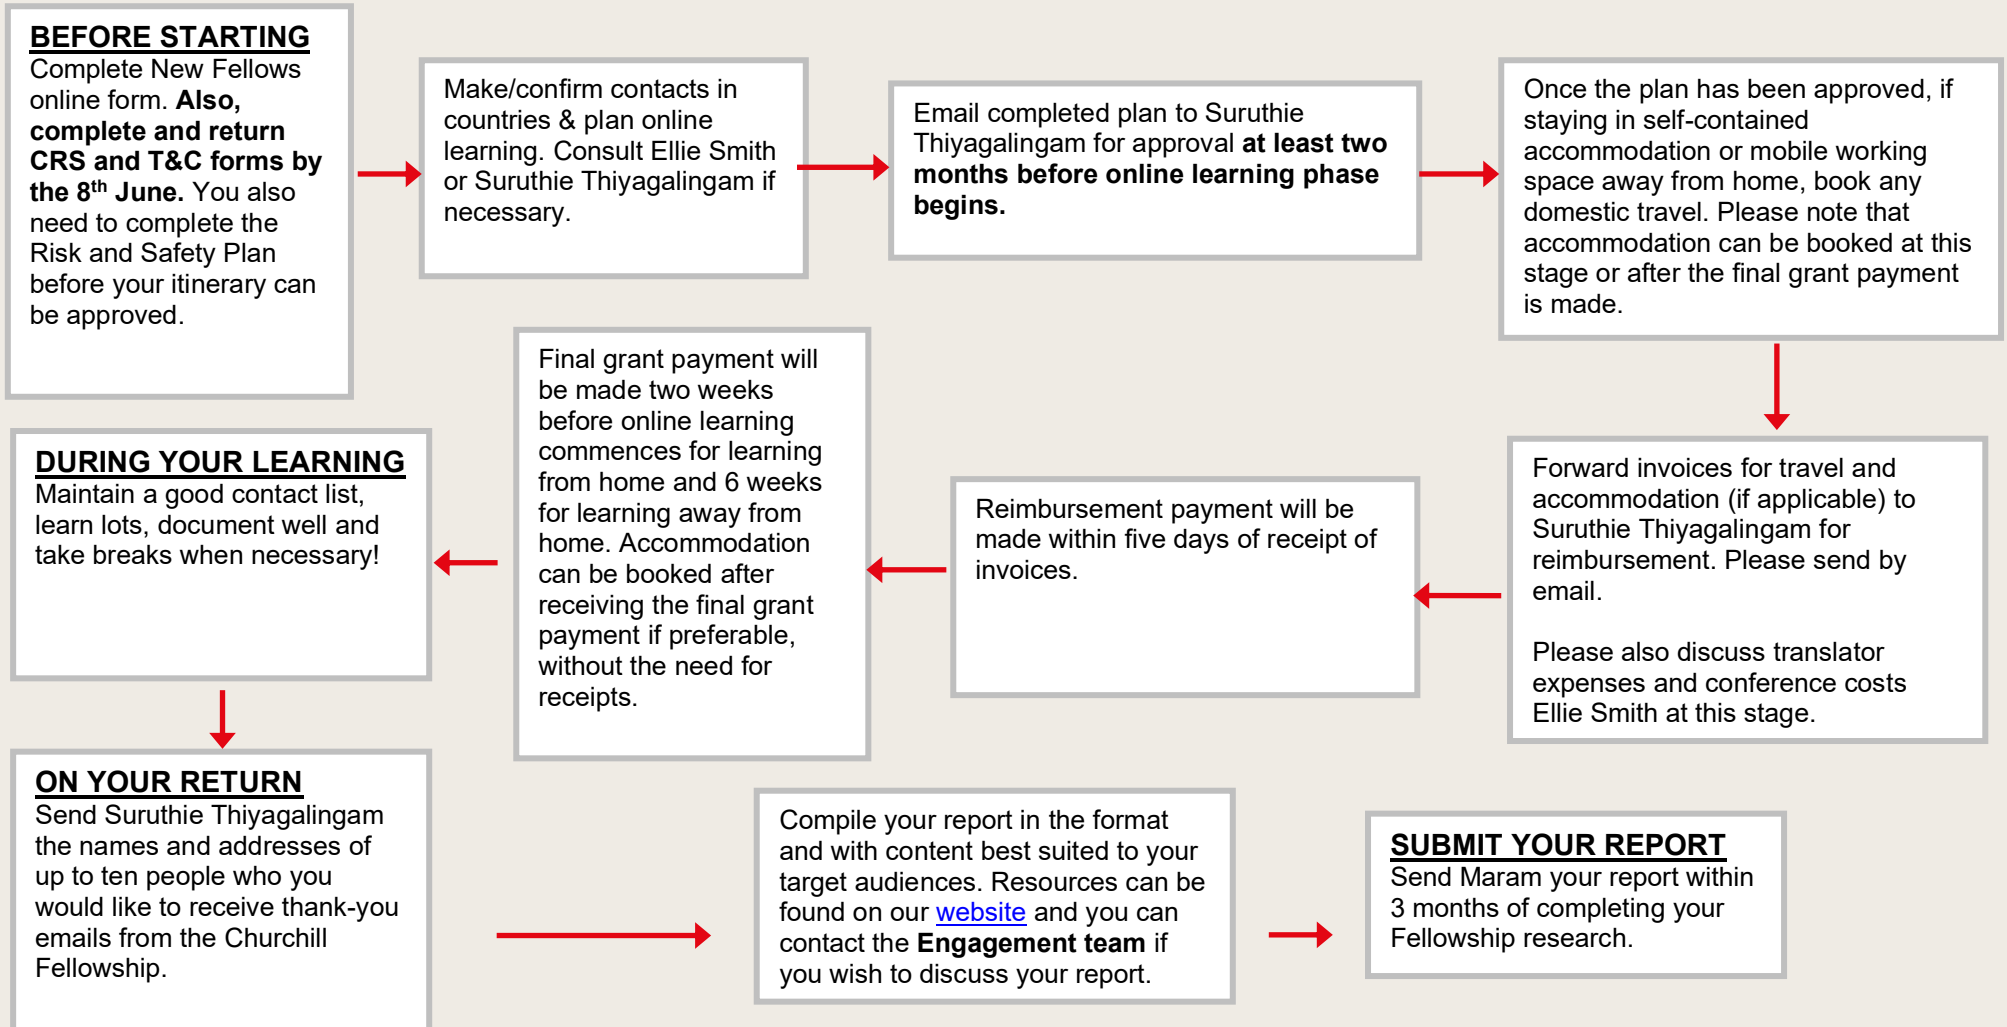 BEFORE STARTING
Complete New Fellows
online form. Also,
complete and return
CRS and T&C forms by
the 8th June. You also
need to complete the
Risk and Safety Plan
before your itinerary can
be approved.
Make/confirm contacts in
countries & plan online
learning. Consult Ellie Smith
or Suruthie Thiyagalingam if
necessary.
Email completed plan to Suruthie
Thiyagalingam for approval at least two
months before online learning phase
begins.
Once the plan has been approved, if
staying in self-contained
accommodation or mobile working
space away from home, book any
domestic travel. Please note that
accommodation can be booked at this
stage or after the final grant payment
is made.
Forward invoices for travel and
accommodation (if applicable) to
Suruthie Thiyagalingam for
reimbursement. Please send by
email.
Please also discuss translator
expenses and conference costs
Ellie Smith at this stage.
Reimbursement payment will be
made within five days of receipt of
invoices.
Final grant payment will
be made two weeks
before online learning
commences for learning
from home and 6 weeks
for learning away from
home. Accommodation
can be booked after
receiving the final grant
payment if preferable,
without the need for
receipts.
DURING YOUR LEARNING
Maintain a good contact list,
learn lots, document well and
take breaks when necessary!
ON YOUR RETURN
Send Suruthie Thiyagalingam
the names and addresses of
up to ten people who you
would like to receive thank-you
emails from the Churchill
Fellowship.
Compile your report in the format
and with content best suited to your
target audiences. Resources can be
found on our website and you can
contact the Engagement team if
you wish to discuss your report.
SUBMIT YOUR REPORT
Send Maram your report within
3 months of completing your
Fellowship research.